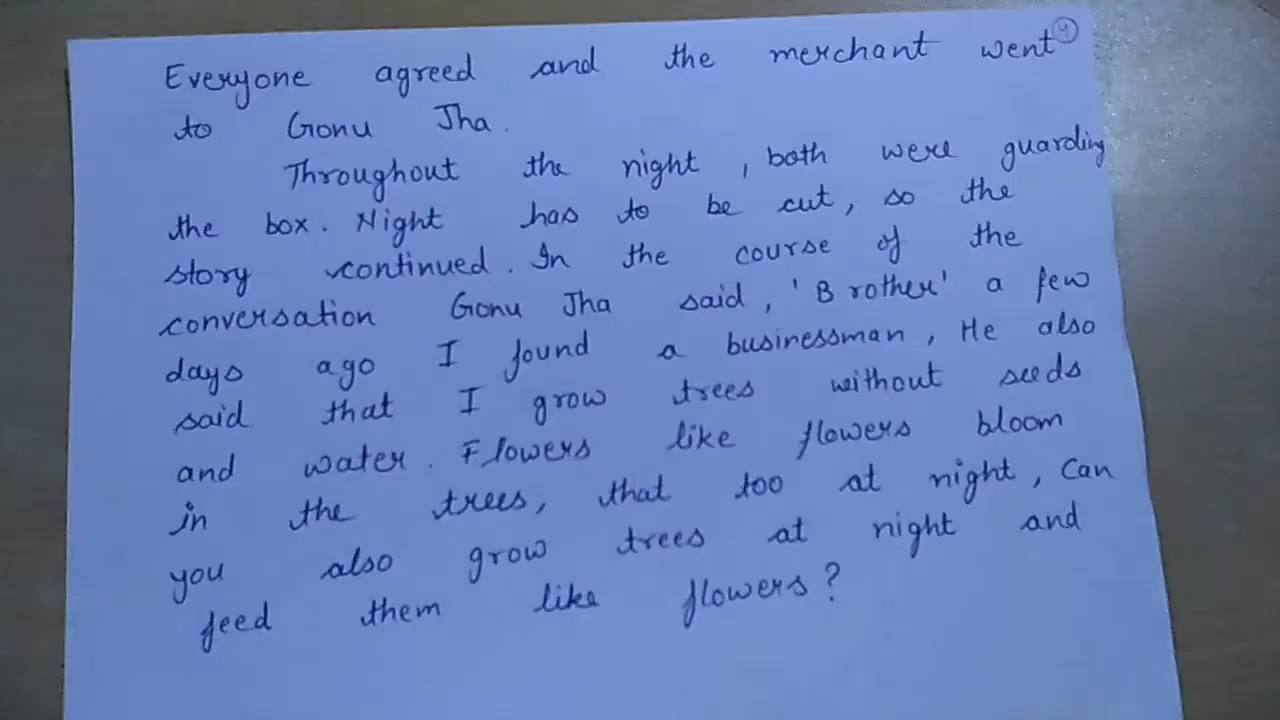 Everyone agreed and the merchant went
to Gonu Jha.
Throughout the night, both were guarding
the box. Night has to be cut, so the
story continued. In the course of the
conversation Gonu Jha said, 'Brother' a few
days ago I found a businessman, He also
said that I grow trees without seeds
and water. Flowers like flowers bloom
in the trees, that too at night, Can
you also grow trees at night and
feed them like flowers?